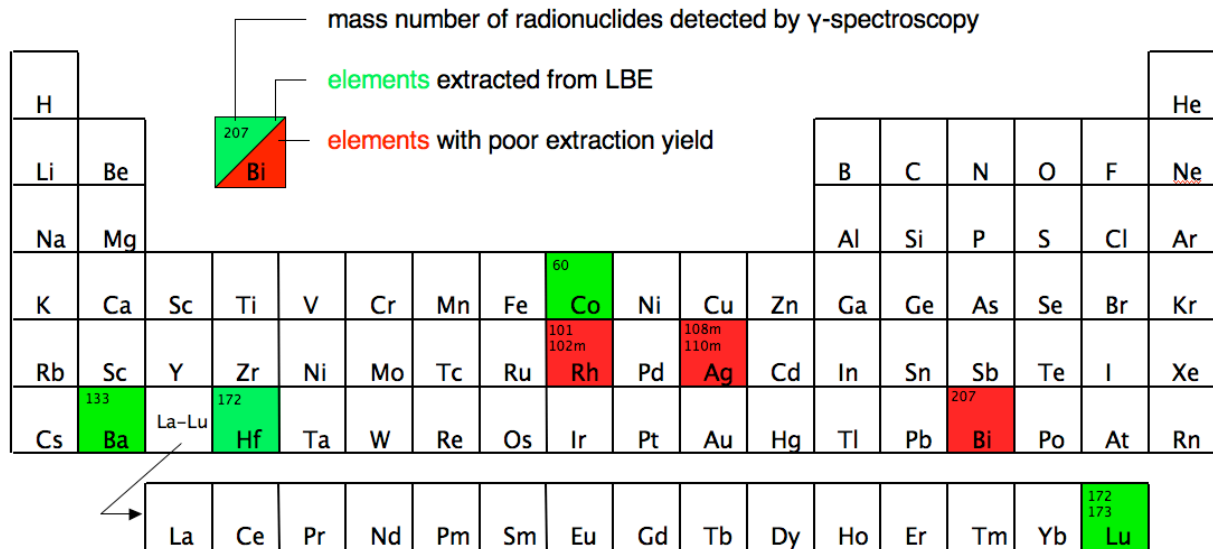 mass number of radionuclides detected by γ-spectroscopy
elements extracted from LBE
elements with poor extraction yield
207
Bi
H He
Li Be B C N O F Ne
Na Mg Al Si P S Cl Ar
60
K Ca Sc Ti V Cr Mn Fe Co Ni Cu Zn Ga Ge As Se Br Kr
101 108m
102m 110m
Rb Sc Y Zr Ni Mo Tc Ru Rh Pd Ag Cd In Sn Sb Te I Xe
133 172 207
La-Lu
Cs Ba Hf Ta W Re Os Ir Pt Au Hg Tl Pb Bi Po At Rn
172
173
La Ce Pr Nd Pm Sm Eu Gd Tb Dy Ho Er Tm Yb Lu